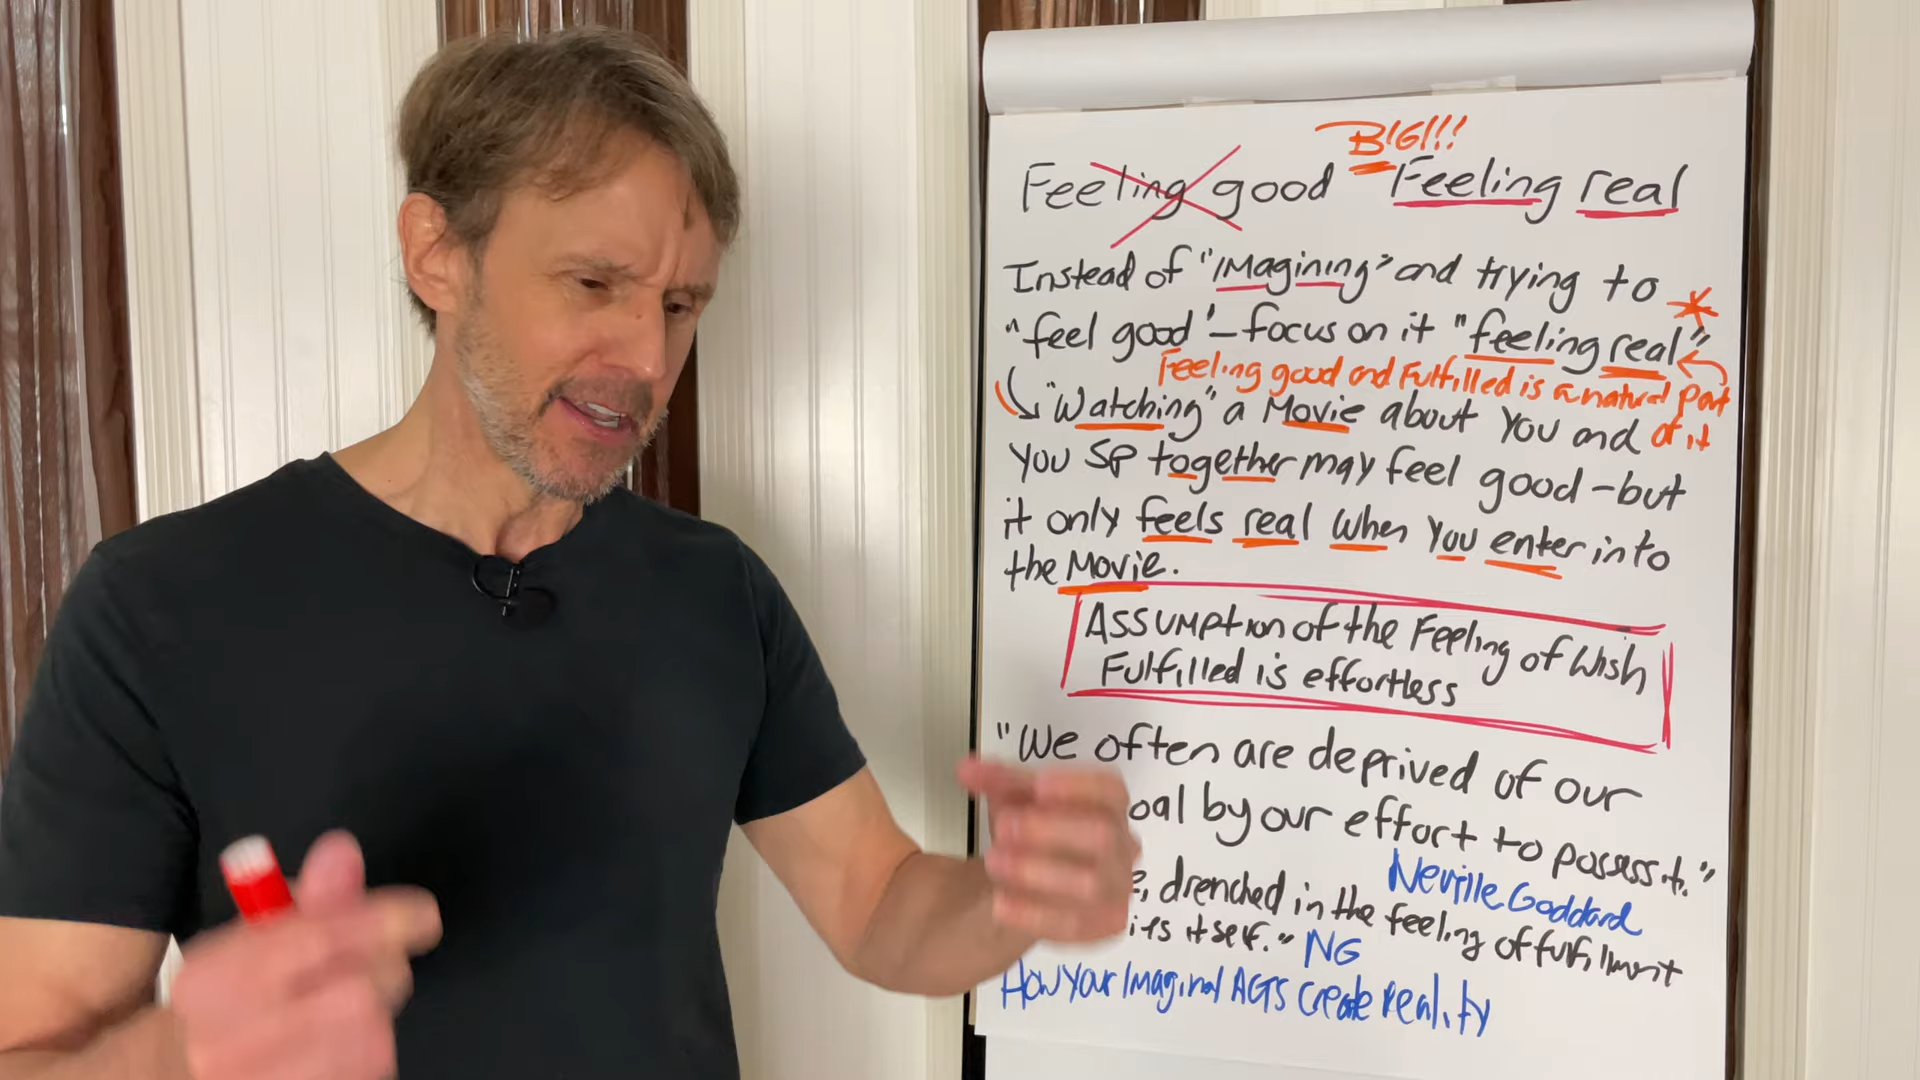 BIG!!!
Feeling good Feeling real
Instead of "Imagining" and trying to
"feel good" - focus on it "feeling real"
Feeling good and Fulfilled is a natural part
of it
"Watching" a Movie about You and
You SP together may feel good - but
it only feels real when You enter into
the Movie.
Assumption of the Feeling of Wish
Fulfilled is effortless
"We often are deprived of our
by our effort to possess it."
Neville Goddard
drenched in the feeling of fulfillment
itself." NG
How Your Imaginal ACTS Create Reality